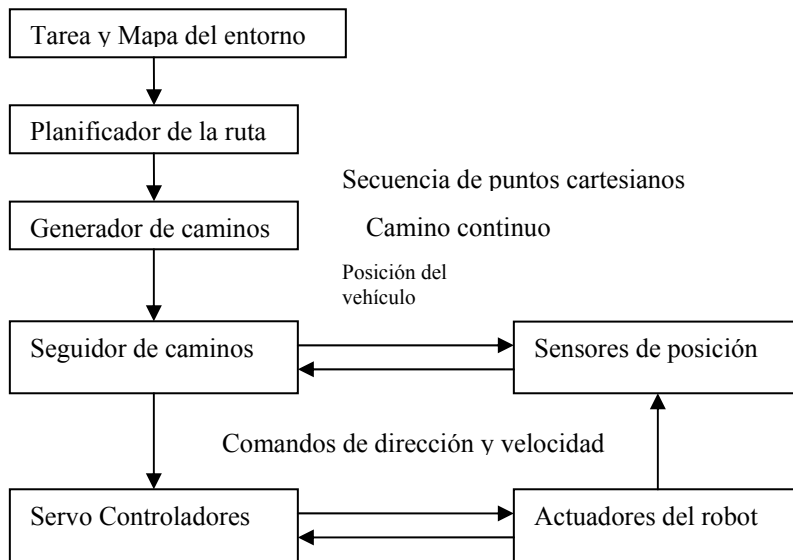 Tarea y Mapa del entorno
Planificador de la ruta
Secuencia de puntos cartesianos
Generador de caminos
Camino continuo
Posición del
vehículo
Seguidor de caminos
Sensores de posición
Comandos de dirección y velocidad
Servo Controladores
Actuadores del robot